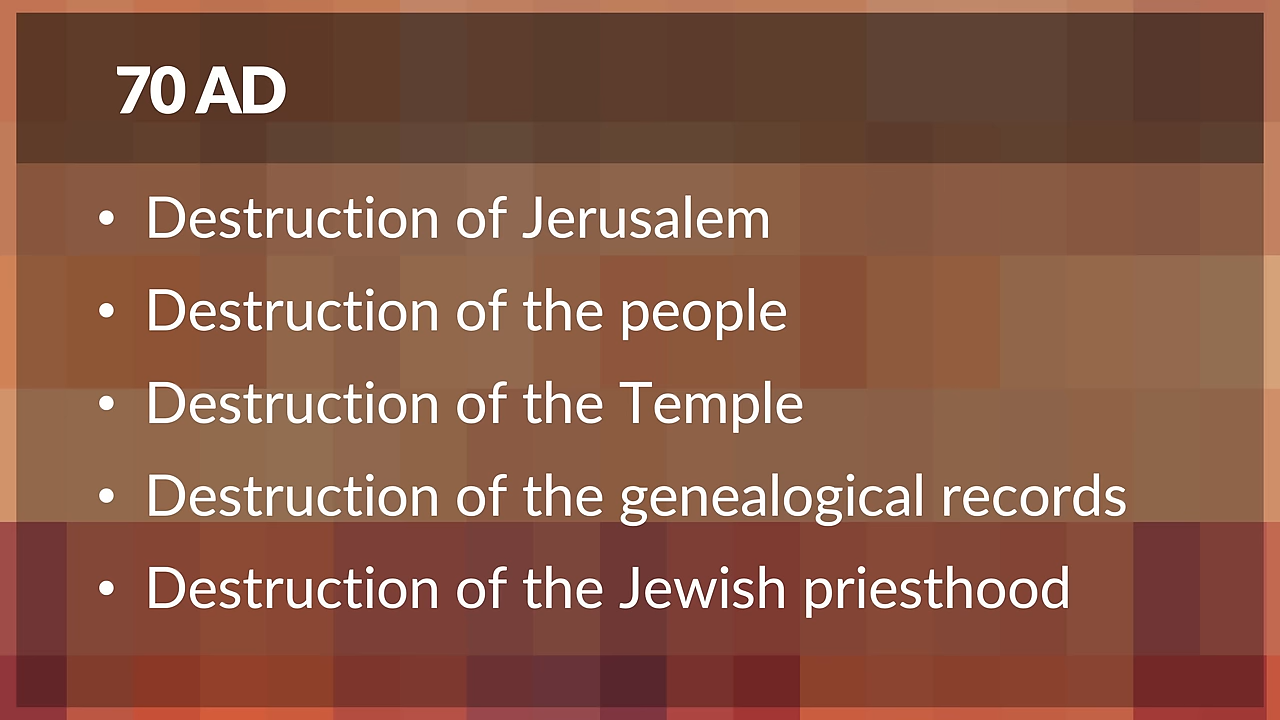 70 AD
• Destruction of Jerusalem
• Destruction of the people
• Destruction of the Temple
• Destruction of the genealogical records
• Destruction of the Jewish priesthood